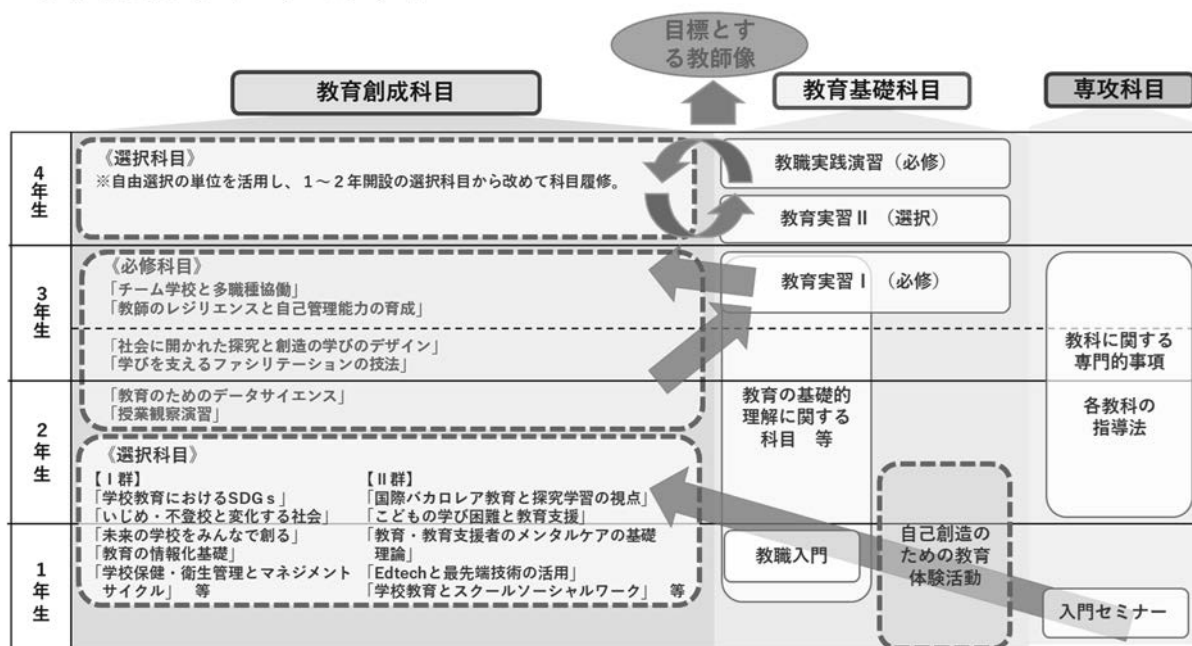 目標とす
る教師像
教育創成科目
教育基礎科目
専攻科目
4年生
《選択科目》
※自由選択の単位を活用し、1～2年開設の選択科目から改めて科目履修。
教職実践演習（必修）
教育実習Ⅱ （選択）
3年生
《必修科目》
「チーム学校と多職種協働」
「教師のレジリエンスと自己管理能力の育成」
「社会に開かれた探究と創造の学びのデザイン」
「学びを支えるファシリテーションの技法」
教育実習Ⅰ （必修）
教科に関する
専門的事項
各教科の
指導法
2年生
「教育のためのデータサイエンス」
「授業観察演習」
教育の基礎的
理解に関する
科目 等
《選択科目》
【Ⅰ群】
「学校教育におけるSDGｓ」
「いじめ・不登校と変化する社会」
「未来の学校をみんなで創る」
「教育の情報化基礎」
「学校保健・衛生管理とマネジメント
サイクル」 等
【Ⅱ群】
「国際バカロレア教育と探究学習の視点」
「こどもの学び困難と教育支援」
「教育・教育支援者のメンタルケアの基礎
理論」
「Edtechと最先端技術の活用」
「学校教育とスクールソーシャルワーク」 等
1年生
教職入門
自己創造の
ための教育
体験活動
入門セミナー